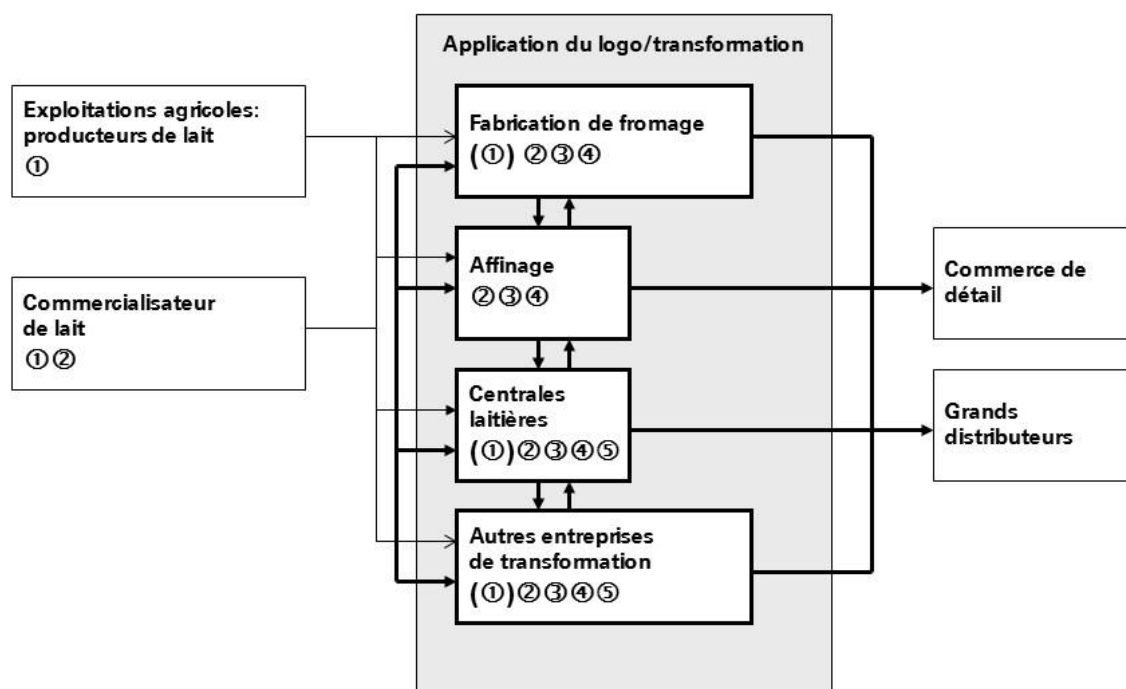 Application du logo/transformation
Exploitations agricoles:
producteurs de lait
①
Commercialisateur
de lait
①②
Fabrication de fromage
(①) ②③④
Affinage
②③④
Centrales
laitières
(①)②③④⑤
Autres entreprises
de transformation
(①)②③④⑤
Commerce de
détail
Grands
distributeurs